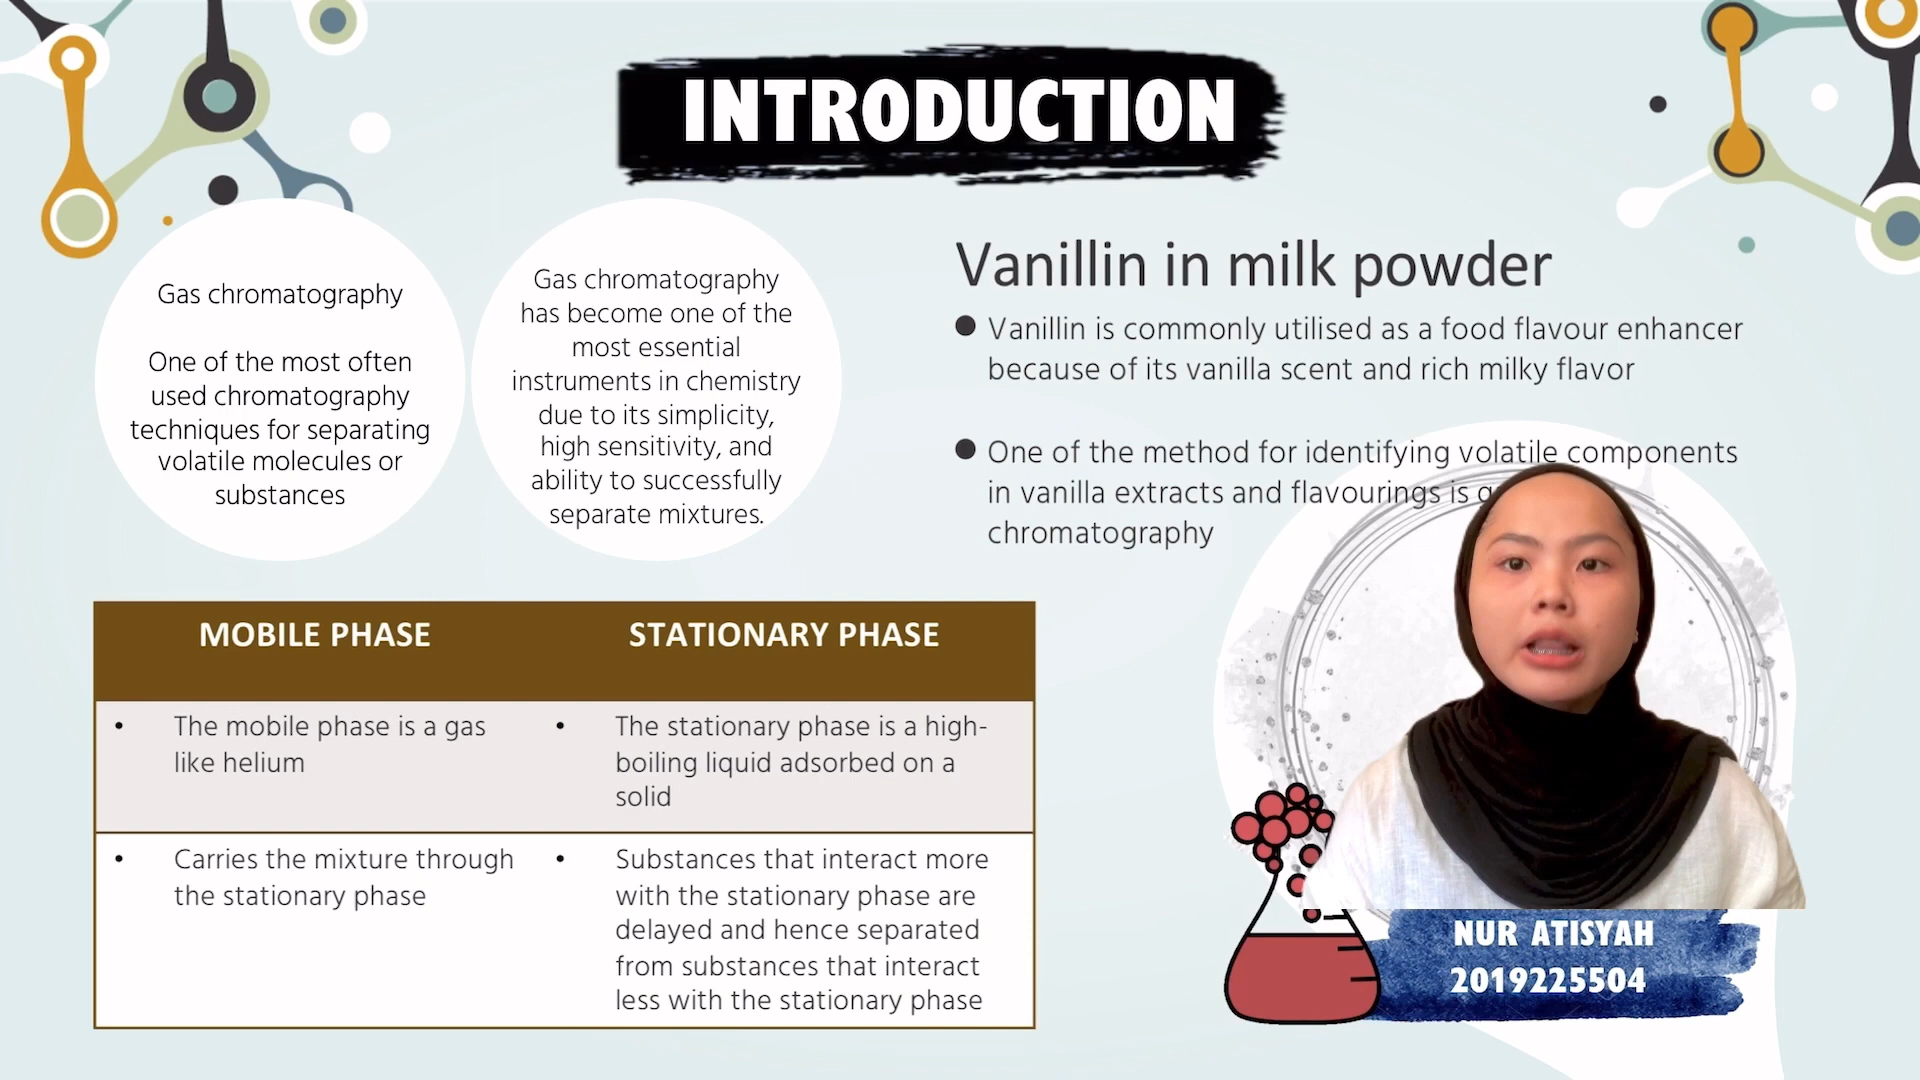 INTRODUCTION
Gas chromatography
One of the most often
used chromatography
techniques for separating
volatile molecules or
substances
Gas chromatography
has become one of the
most essential
instruments in chemistry
due to its simplicity,
high sensitivity, and
ability to successfully
separate mixtures.
Vanillin in milk powder
● Vanillin is commonly utilised as a food flavour enhancer
because of its vanilla scent and rich milky flavor
● One of the method for identifying volatile components
in vanilla extracts and flavourings is
chromatography
MOBILE PHASE
STATIONARY PHASE
• The mobile phase is a gas
like helium
• The stationary phase is a high-
boiling liquid adsorbed on a
solid
• Carries the mixture through
the stationary phase
• Substances that interact more
with the stationary phase are
delayed and hence separated
from substances that interact
less with the stationary phase
NUR ATISYAH
2019225504